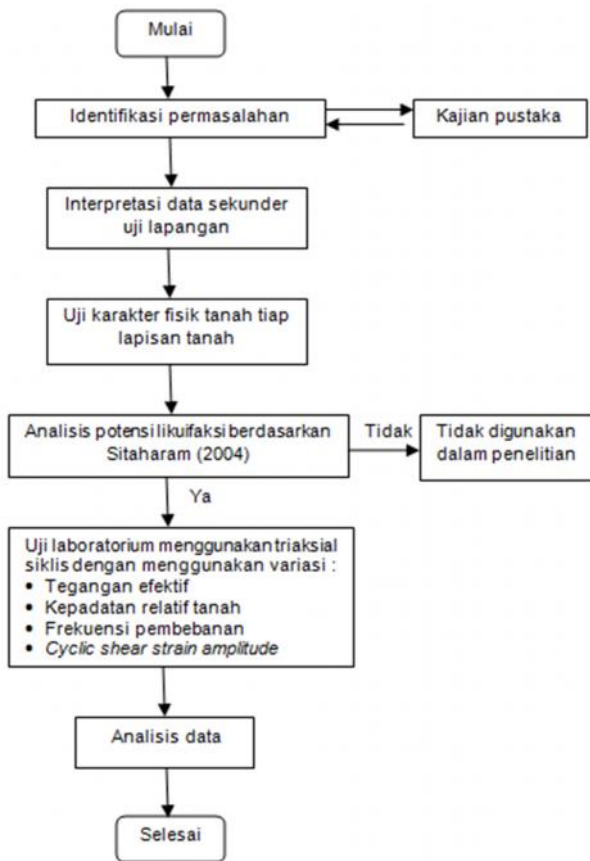 Mulai
Identifikasi permasalahan
Kajian pustaka
Interpretasi data sekunder
uji lapangan
Uji karakter fisik tanah tiap
lapisan tanah
Analisis potensi likuifaksi berdasarkan
Sitaharam (2004)
Tidak
Tidak digunakan
dalam penelitian
Ya
Uji laboratorium menggunakan triaksial
siklis dengan menggunakan variasi :
• Tegangan efektif
• Kepadatan relatif tanah
• Frekuensi pembebanan
• Cyclic shear strain amplitude
Analisis data
Selesai